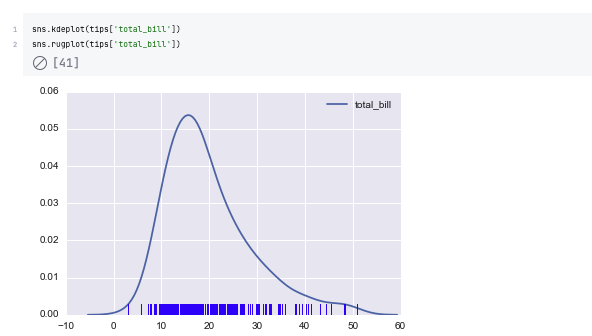 1 sns.kdeplot(tips['total_bill'])
2 sns.rugplot(tips['total_bill'])
[41]
0.06
total_bill
0.05
0.04
0.03
0.02
0.01
0.00
−10 0 10 20 30 40 50 60